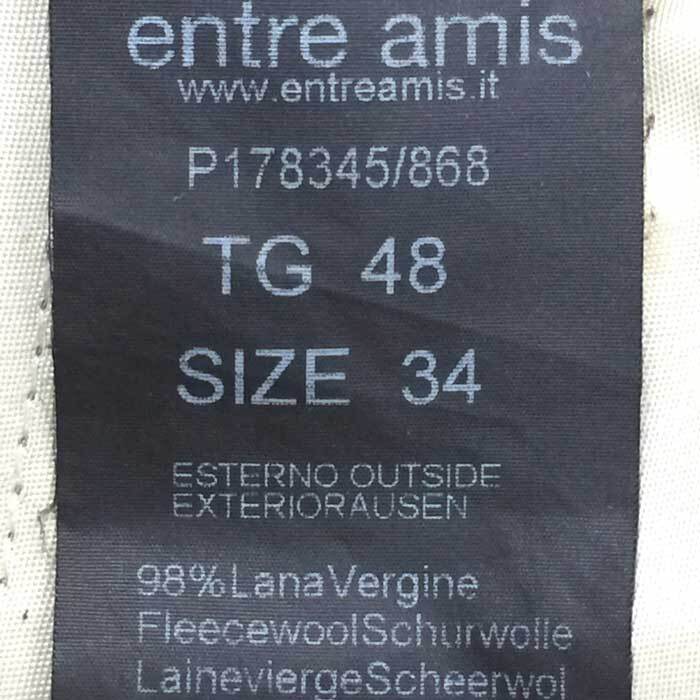 entre amis
www.entreamis.it
P178345/868
TG 48
SIZE 34
ESTERNO OUTSIDE
EXTERIORAUSEN
98%LanaVergine
FleecewoolSchurwolle
LaineviergeScheerwol